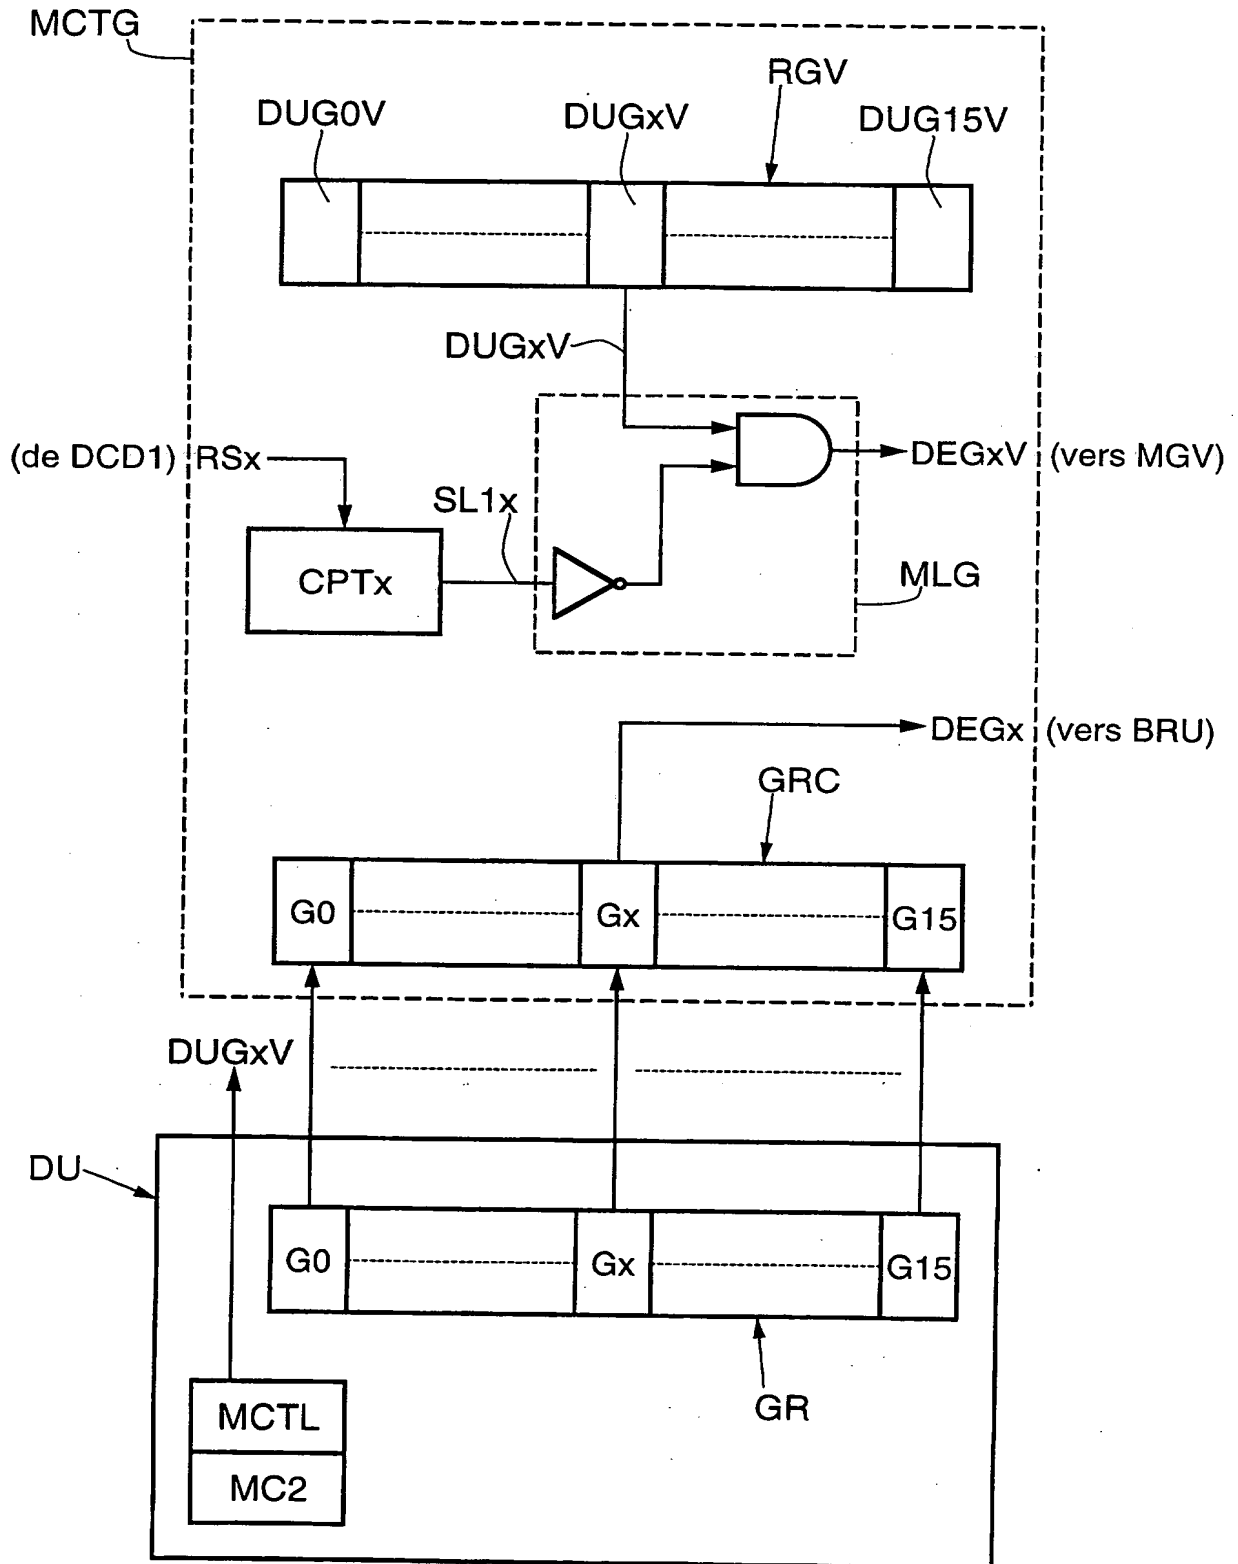 MCTG
RGV
DUG0V
DUGxV
DUG15V
DUGxV
(de DCD1) RSx
DEGxV (vers MGV)
SL1x
CPTx
MLG
DEGx (vers BRU)
GRC
G0
Gx
G15
DUGxV
DU
G0
Gx
G15
GR
MCTL
MC2